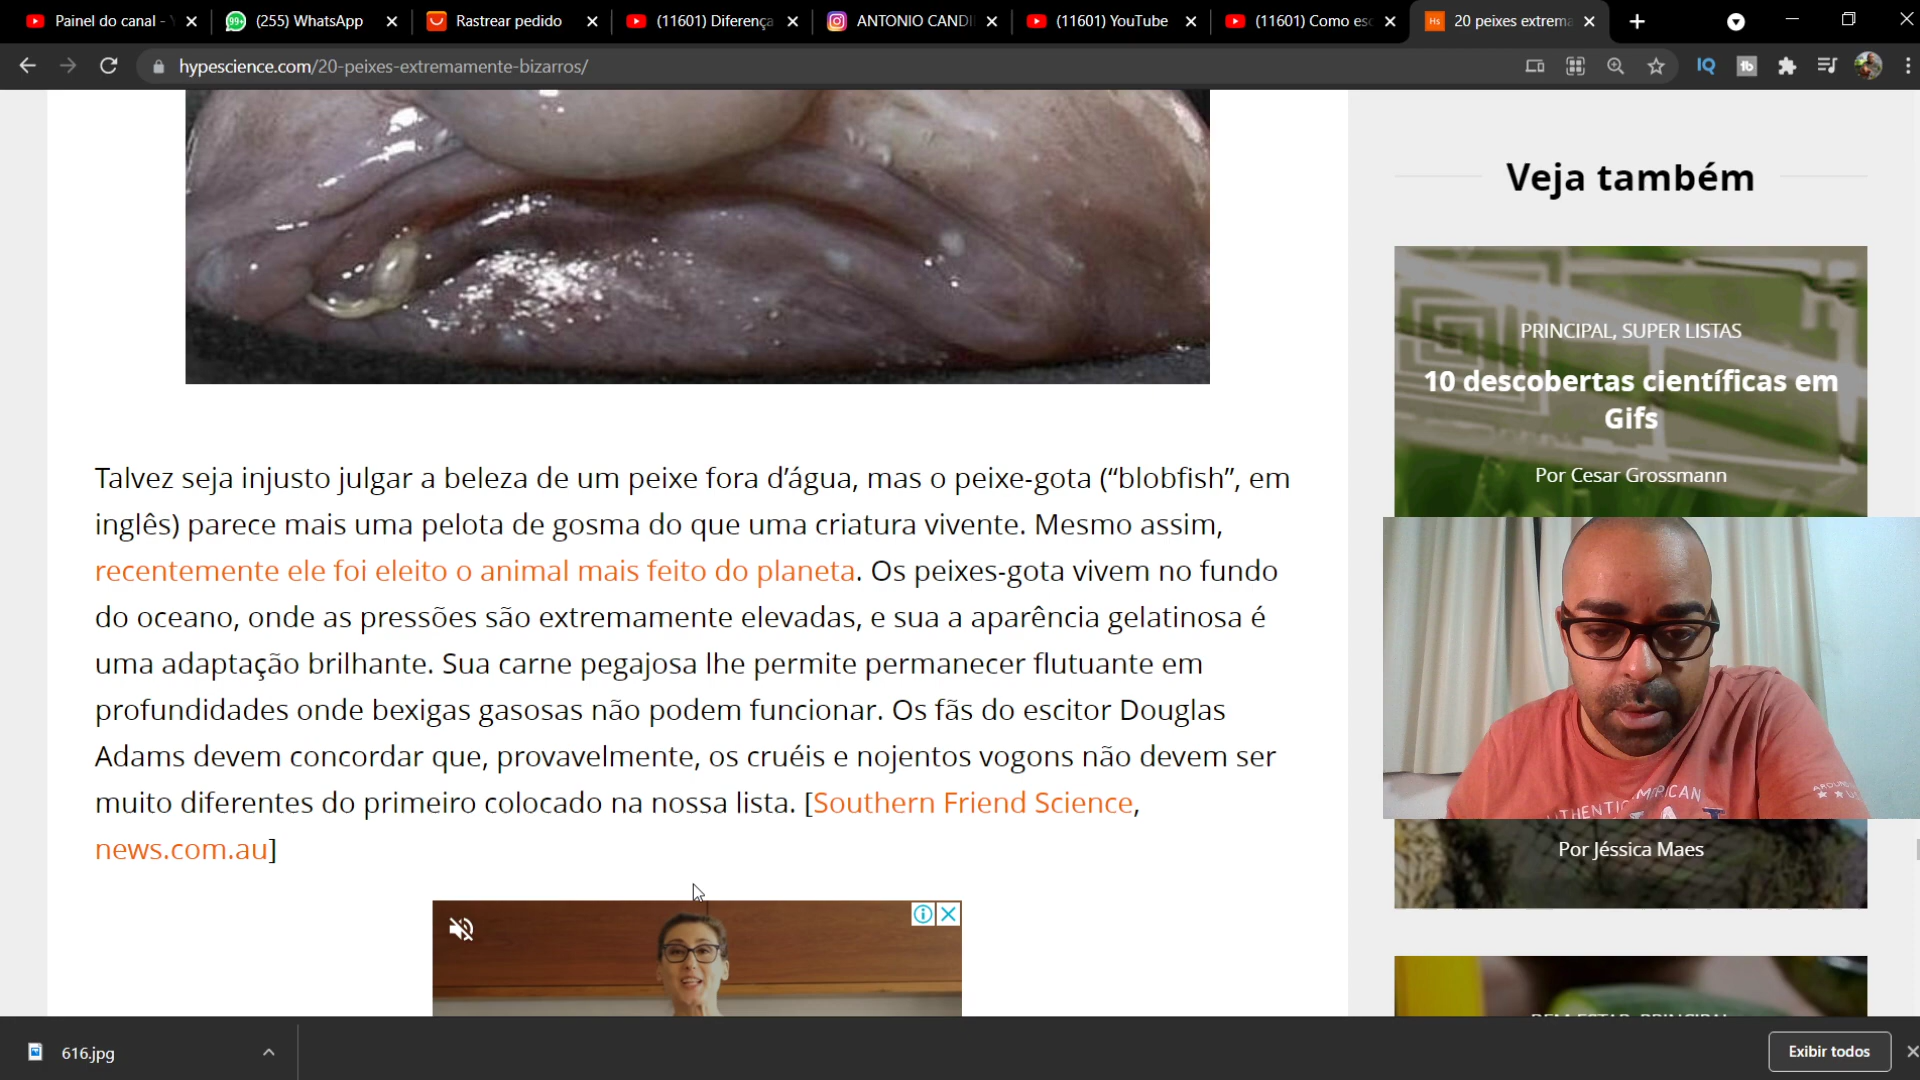 Painel do canal -
(255) WhatsApp
Rastrear pedido
(11601) Diferença
ANTONIO CANDI
(11601) YouTube
(11601) Como es
20 peixes extrema
hypescience.com/20-peixes-extremamente-bizarros/
Veja também
PRINCIPAL, SUPER LISTAS
10 descobertas científicas em
Gifs
Por Cesar Grossmann
Talvez seja injusto julgar a beleza de um peixe fora d’água, mas o peixe-gota (“blobfish”, em
inglês) parece mais uma pelota de gosma do que uma criatura vivente. Mesmo assim,
recentemente ele foi eleito o animal mais feito do planeta. Os peixes-gota vivem no fundo
do oceano, onde as pressões são extremamente elevadas, e sua a aparência gelatinosa é
uma adaptação brilhante. Sua carne pegajosa lhe permite permanecer flutuante em
profundidades onde bexigas gasosas não podem funcionar. Os fãs do escitor Douglas
Adams devem concordar que, provavelmente, os cruéis e nojentos vogons não devem ser
muito diferentes do primeiro colocado na nossa lista. [Southern Friend Science,
news.com.au]
Por Jéssica Maes
616.jpg
Exibir todos